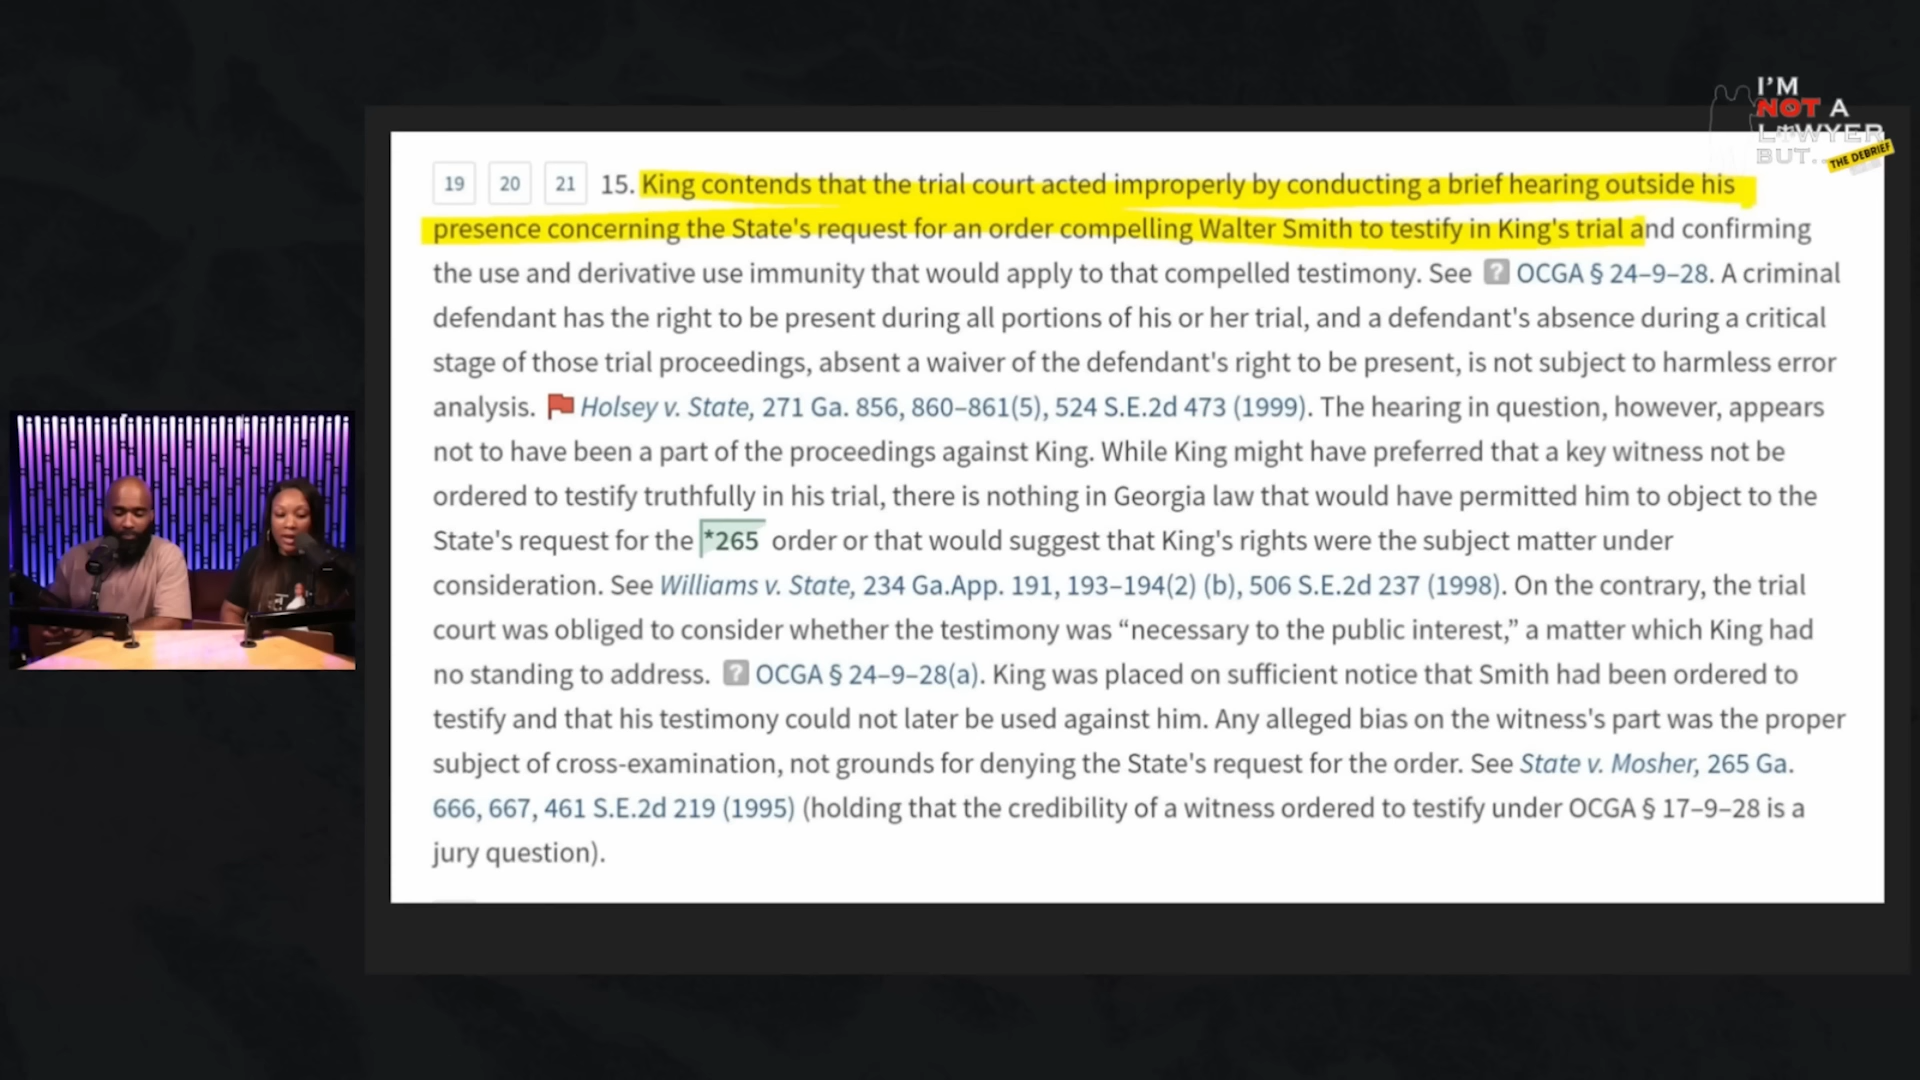 I'M
NOT A
LAWYER
BUT...
THE DEBRIEF
19 20 21 15. King contends that the trial court acted improperly by conducting a brief hearing outside his
presence concerning the State's request for an order compelling Walter Smith to testify in King's trial and confirming
the use and derivative use immunity that would apply to that compelled testimony. See ? OCGA § 24–9–28. A criminal
defendant has the right to be present during all portions of his or her trial, and a defendant's absence during a critical
stage of those trial proceedings, absent a waiver of the defendant's right to be present, is not subject to harmless error
analysis. Holsey v. State, 271 Ga. 856, 860–861(5), 524 S.E.2d 473 (1999). The hearing in question, however, appears
not to have been a part of the proceedings against King. While King might have preferred that a key witness not be
ordered to testify truthfully in his trial, there is nothing in Georgia law that would have permitted him to object to the
State's request for the *265 order or that would suggest that King's rights were the subject matter under
consideration. See Williams v. State, 234 Ga.App. 191, 193–194(2) (b), 506 S.E.2d 237 (1998). On the contrary, the trial
court was obliged to consider whether the testimony was “necessary to the public interest,” a matter which King had
no standing to address. ? OCGA § 24–9–28(a). King was placed on sufficient notice that Smith had been ordered to
testify and that his testimony could not later be used against him. Any alleged bias on the witness's part was the proper
subject of cross-examination, not grounds for denying the State's request for the order. See State v. Mosher, 265 Ga.
666, 667, 461 S.E.2d 219 (1995) (holding that the credibility of a witness ordered to testify under OCGA § 17–9–28 is a
jury question).